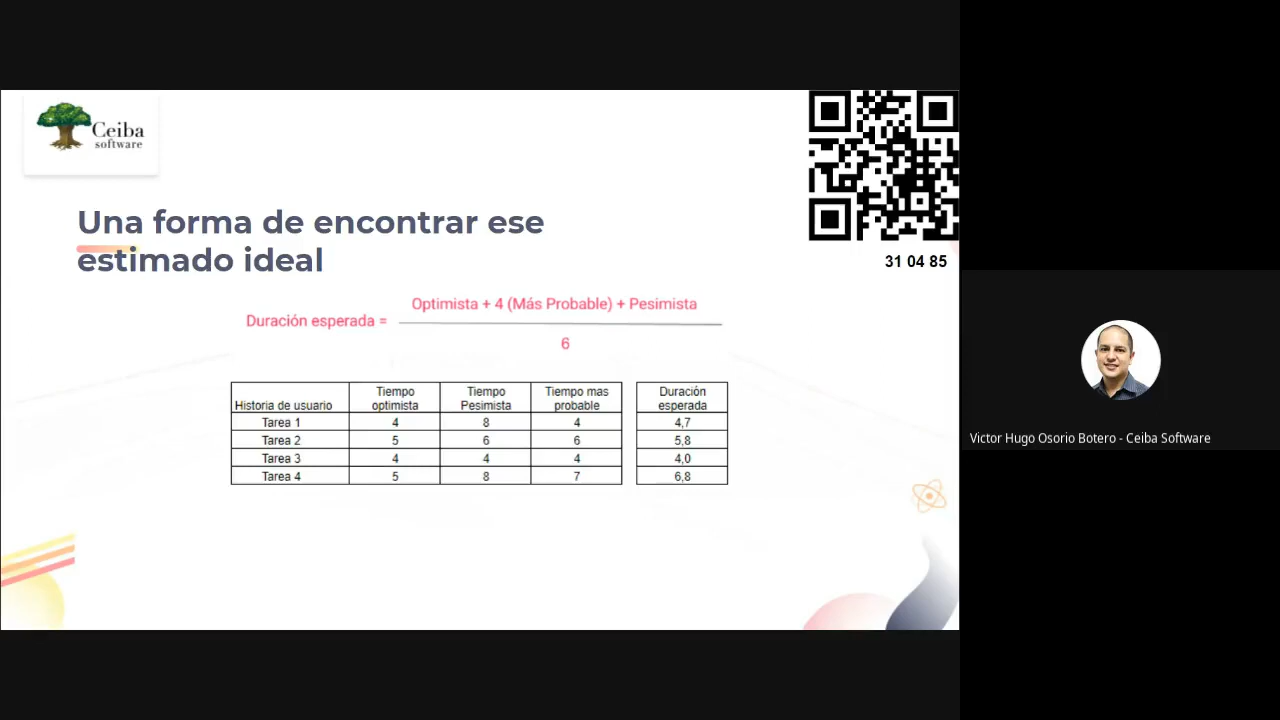 Ceiba
software
Una forma de encontrar ese
estimado ideal
31 04 85
Duración esperada = Optimista + 4 (Más Probable) + Pesimista
6
Historia de usuario Tiempo optimista Tiempo Pesimista Tiempo mas probable Duración esperada
Tarea 1 4 8 4 4,7
Tarea 2 5 6 6 5,8
Tarea 3 4 4 4 4,0
Tarea 4 5 8 7 6,8
Victor Hugo Osorio Botero - Ceiba Software